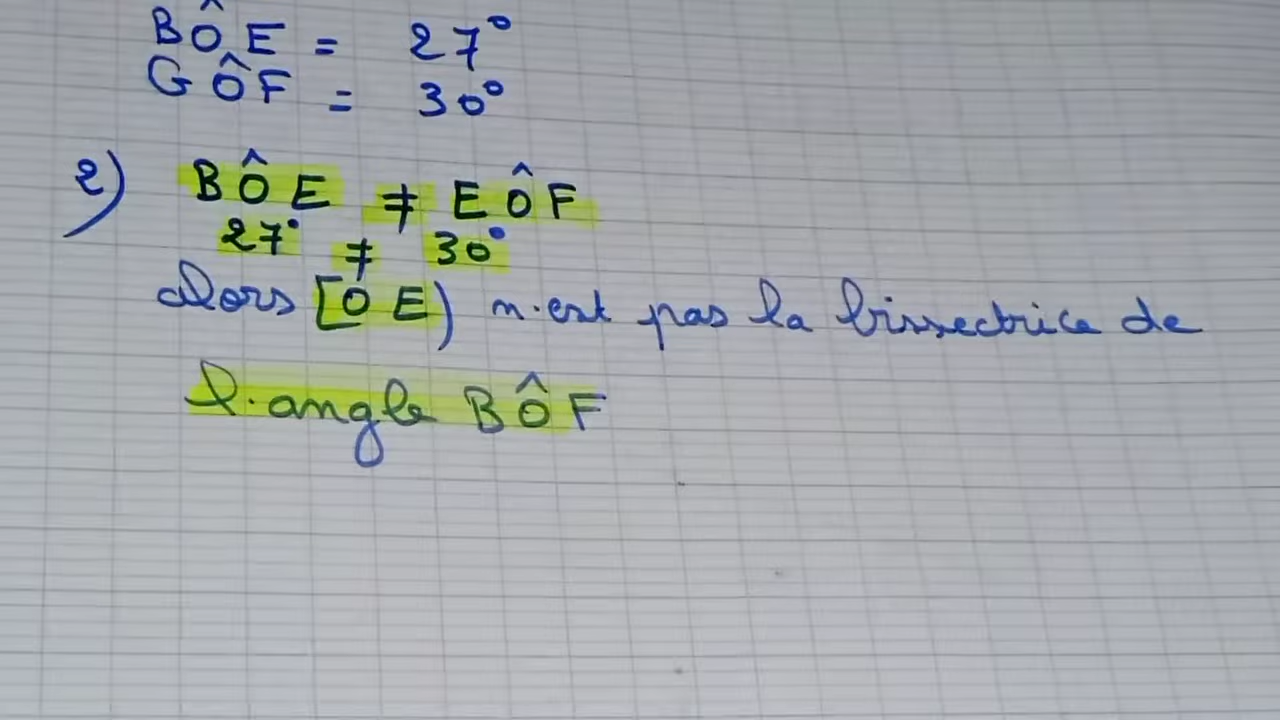 BÔE = 27°
GÔF = 30°
2) BÔE ≠ EÔF
27° ≠ 30°
alors [OE) n'est pas la bissectrice de
l'angle BÔF